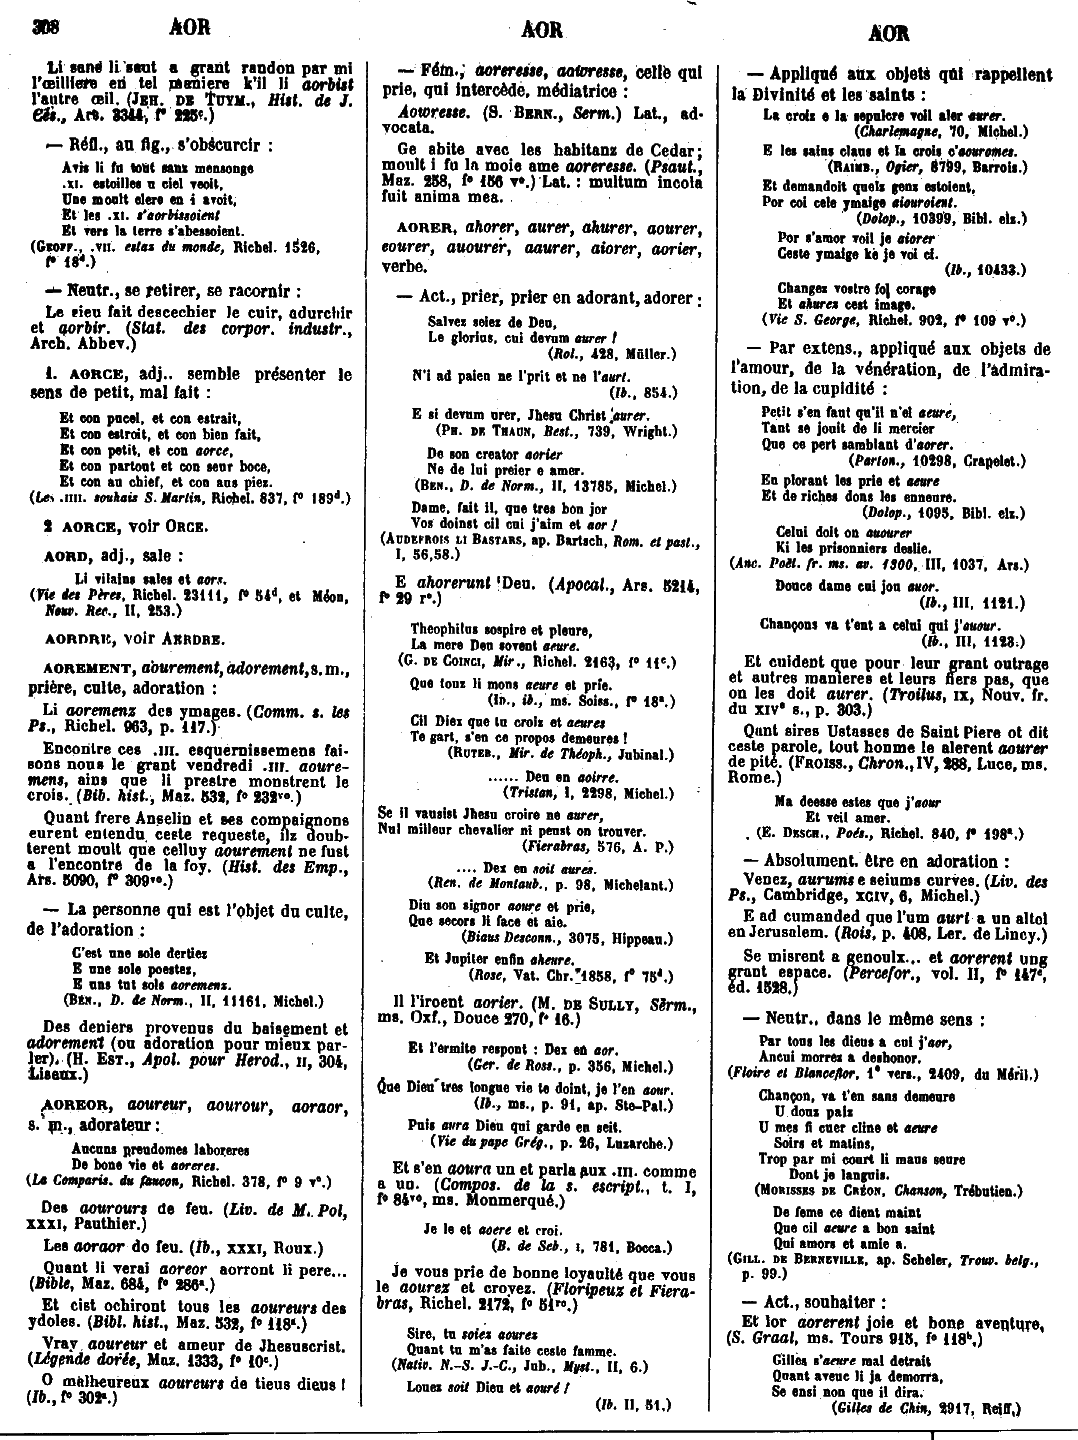 308 AOR
Li sané li saut a grant randon par mi
l'œilliere en tel maniere k'il li aorbist
l'autre œil. (JEH. DE TUYM., Hist. de J.
Cés., Ars. 3344, f° 225c.)
— Réfl., au fig., s'obscurcir :
Avis li fu tout sanz mensonge
.XI. estoilles u ciel veoit,
Une moult clere en i avoit,
Et les .XI. s'aorbissoient
Et vers la terre s'abessoient.
(GEOFF., .VII. estaz du monde, Richel. 1526,
f° 18d.)
— Neutr., se retirer, se racornir :
Le sieu fait descechier le cuir, adurchir
et aorbir. (Stat. des corpor. industr.,
Arch. Abbev.)
1. AORCE, adj.. semble présenter le
sens de petit, mal fait :
Et con pucel, et con estrait,
Et con estroit, et con bien fait,
Et con petit, et con aorce,
Et con partout et con seur boce,
Et con au chief, et con aus piez.
(Les .IIII. souhais S. Martin, Richel. 837, f° 189d.)
2 AORCE, voir ORCE.
AORD, adj., sale :
Li vilains sales et aors.
(Vie des Pères, Richel. 23111, f° 54d, et Méon,
Nouv. Rec., II, 253.)
AORDRE, voir AERDRE.
AOREMENT, aourement, adorement, s. m.,
prière, culte, adoration :
Li aoremenz des ymages. (Comm. s. les
Ps., Richel. 963, p. 117.)
Encontre ces .III. esquernissemens fai-
sons nous le grant vendredi .III. aoure-
mens, ains que li prestre monstrent le
crois. (Bib. hist., Maz. 532, f° 232vo.)
Quant frere Anselin et ses compaignons
eurent entendu ceste requeste, ilz doub-
terent moult que celluy aourement ne fust
a l'encontre de la foy. (Hist. des Emp.,
Ars. 5090, f° 309vo.)
— La personne qui est l'objet du culte,
de l'adoration :
C'est une sole dertiez
E une sole poestez,
E uns tut sols aoremenz.
(BEN., D. de Norm., II, 11161, Michel.)
Des deniers provenus du baisement et
adorement (ou adoration pour mieux par-
ler). (H. EST., Apol. pour Herod., II, 304,
Liseux.)
AOREOR, aoureur, aourour, aoraor,
s. m., adorateur :
Aucuns preudomes laboreres
De bone vie et aoreres.
(La Comparis. du faucon, Richel. 378, f° 9 v°.)
Des aourours de feu. (Liv. de M. Pol,
XXXI, Pauthier.)
Les aoraor do feu. (Ib., XXXI, Roux.)
Quant li verai aoreor aorront li pere...
(Bible, Maz. 684, f° 286a.)
Et cist ochiront tous les aoureurs des
ydoles. (Bibl. hist., Maz. 532, f° 118a.)
Vray aoureur et ameur de Jhesuscrist.
(Légende dorée, Maz. 1333, f° 10c.)
O malheureux aoureurs de tieus dieus !
(Ib., f° 302a.)
AOR
— Fém., aoreresse, aatoresse, celle qui
prie, qui intercède, médiatrice :
Aowresse. (S. BERN., Serm.) Lat., ad-
vocata.
Ge abite avec les habitanz de Cedar;
moult i fu la moie ame aoreresse. (Psaut.,
Maz. 258, f° 156 v°.) Lat. : multum incola
fuit anima mea.
AORER, ahorer, aurer, ahurer, aourer,
eourer, auourer, aaurer, aiorer, aorier,
verbe.
— Act., prier, prier en adorant, adorer :
Salvez seiez de Deu,
Le glorius, cui devum aurer !
(Rol., 428, Müller.)
N'i ad paien ne l'prit et ne l'aurt.
(Ib., 854.)
E si devum urer, Jhesu Christ aurer.
(PH. DE THAUN, Best., 739, Wright.)
De son creator aorier
Ne de lui preier e amer.
(BEN., D. de Norm., II, 13785, Michel.)
Dame, fait il, que tres bon jor
Vos doinst cil cui j'aim et aor !
(AUDEFROIS LI BASTARS, ap. Bartsch, Rom. et past.,
I, 56,58.)
E ahorerunt Deu. (Apocal., Ars. 5214,
f° 29 r°.)
Theophilus sospire et pleure,
La mere Deu sovent aeure.
(G. DE COINCI, Mir., Richel. 2163, f° 11c.)
Que touz li mons aeure et prie.
(ID., ib., ms. Soiss., f° 18a.)
Cil Diez que tu croiz et aeures
Te gart, s'en ce propos demeures !
(RUTEB., Mir. de Théoph., Jubinal.)
...... Deu en aoirre.
(Tristan, I, 2298, Michel.)
Se il vausist Jhesu croire ne aurer,
Nul milleur chevalier ni peust on trouver.
(Fierabras, 576, A. P.)
.... Dex en soit aures.
(Ren. de Montaub., p. 98, Michelant.)
Diu son signor aoure et prie,
Que secors li face et aie.
(Biaus Desconn., 3075, Hippeau.)
Et Jupiter enfin aheure.
(Rose, Vat. Chr. 1858, f° 75d.)
Il l'iroent aorier. (M. DE SULLY, Serm.,
ms. Oxf., Douce 270, f° 16.)
Et l'ermite respont : Dex en aor.
(Ger. de Ross., p. 356, Michel.)
Que Dieu tres longue vie te doint, je l'en aour.
(Ib., ms., p. 91, ap. Ste-Pal.)
Puis aura Dieu qui garde en seit.
(Vie du pape Grég., p. 26, Luzarche.)
Et s'en aoura un et parla aux .III. comme
a un. (Compos. de la s. escript., t. I,
f° 84vo, ms. Monmerqué.)
Je le et aoere et croi.
(B. de Seb., I, 781, Bocca.)
Je vous prie de bonne loyaulté que vous
le aourez et croyez. (Floripeux et Fiera-
bras, Richel. 2172, f° 51ro.)
Sire, tu soiez aourez
Quant tu m'as faite ceste famme.
(Nativ. N.-S. J.-C., Jub., Myst., II, 6.)
Louez soit Dieu et aouré !
(Ib. II, 51.)
AOR
— Appliqué aux objets qui rappellent
la Divinité et les saints :
La croiz e la sepulcre voil aler aurer.
(Charlemagne, 70, Michel.)
E les sains claus et la crois c'aouromes.
(RAIMB., Ogier, 8799, Barrois.)
Et demandoit quelz genz estoient,
Por coi cele ymaige aiouroient.
(Dolop., 10399, Bibl. elz.)
Por s'amor voil je aiorer
Ceste ymaige ke je voi ci.
(Ib., 10433.)
Changez vostre fol corage
Et ahurez cest image.
(Vie S. George, Richel. 902, f° 109 v°.)
— Par extens., appliqué aux objets de
l'amour, de la vénération, de l'admira-
tion, de la cupidité :
Petit s'en faut qu'il n'el aeure,
Tant se jouit de li mercier
Que ce pert samblant d'aorer.
(Parton., 10298, Crapelet.)
En plorant les prie et aeure
Et de riches dons les enneure.
(Dolop., 1095, Bibl. elz.)
Celui doit on auourer
Ki les prisonniers deslie.
(Anc. Poët. fr. ms. av. 1300, III, 1037, Ars.)
Douce dame cui jou auor.
(Ib., III, 1121.)
Chançons va t'ent a celui qui j'auour.
(Ib., III, 1123.)
Et cuident que pour leur grant outrage
et autres manieres et leurs fiers pas, que
on les doit aurer. (Troilus, IX, Nouv. fr.
du XIVe s., p. 303.)
Qant sires Ustasses de Saint Piere ot dit
ceste parole, tout honme le alerent aourer
de pité. (FROISS., Chron., IV, 288, Luce, ms.
Rome.)
Ma deesse estes que j'aour
Et veil amer.
(E. DESCH., Poés., Richel. 840, f° 198a.)
— Absolument, être en adoration :
Venez, aurums e seiums curves. (Liv. des
Ps., Cambridge, XCIV, 6, Michel.)
E ad cumanded que l'um aurt a un altel
en Jerusalem. (Rois, p. 408, Ler. de Lincy.)
Se misrent a genoulx... et aorerent ung
grant espace. (Percefor., vol. II, f° 147c,
éd. 1528.)
— Neutr., dans le même sens :
Par tous les dieus a cui j'aor,
Ancui morrez a deshonor.
(Floire et Blancheflor, 1e vers., 2409, du Méril.)
Chançon, va t'en sans demeure
U douz païz
U mes fi cuer cline et aeure
Soirs et matins,
Trop par mi court li maus seure
Dont je languis.
(MORISSES DE CRÉON, Chanson, Trébutien.)
De feme ce dient maint
Que cil aeure a bon saint
Qui amors et amie a.
(GILL. DE BERNEVILLE, ap. Scheler, Trouv. belg.,
p. 99.)
— Act., souhaiter :
Et lor aorerent joie et bone aventure,
(S. Graal, ms. Tours 915, f° 118b.)
Gilles s'aeure mal detrait
Quant aveuc li ja demorra,
Se ensi non que il dira.
(Gilles de Chin, 2917, Reiff.)